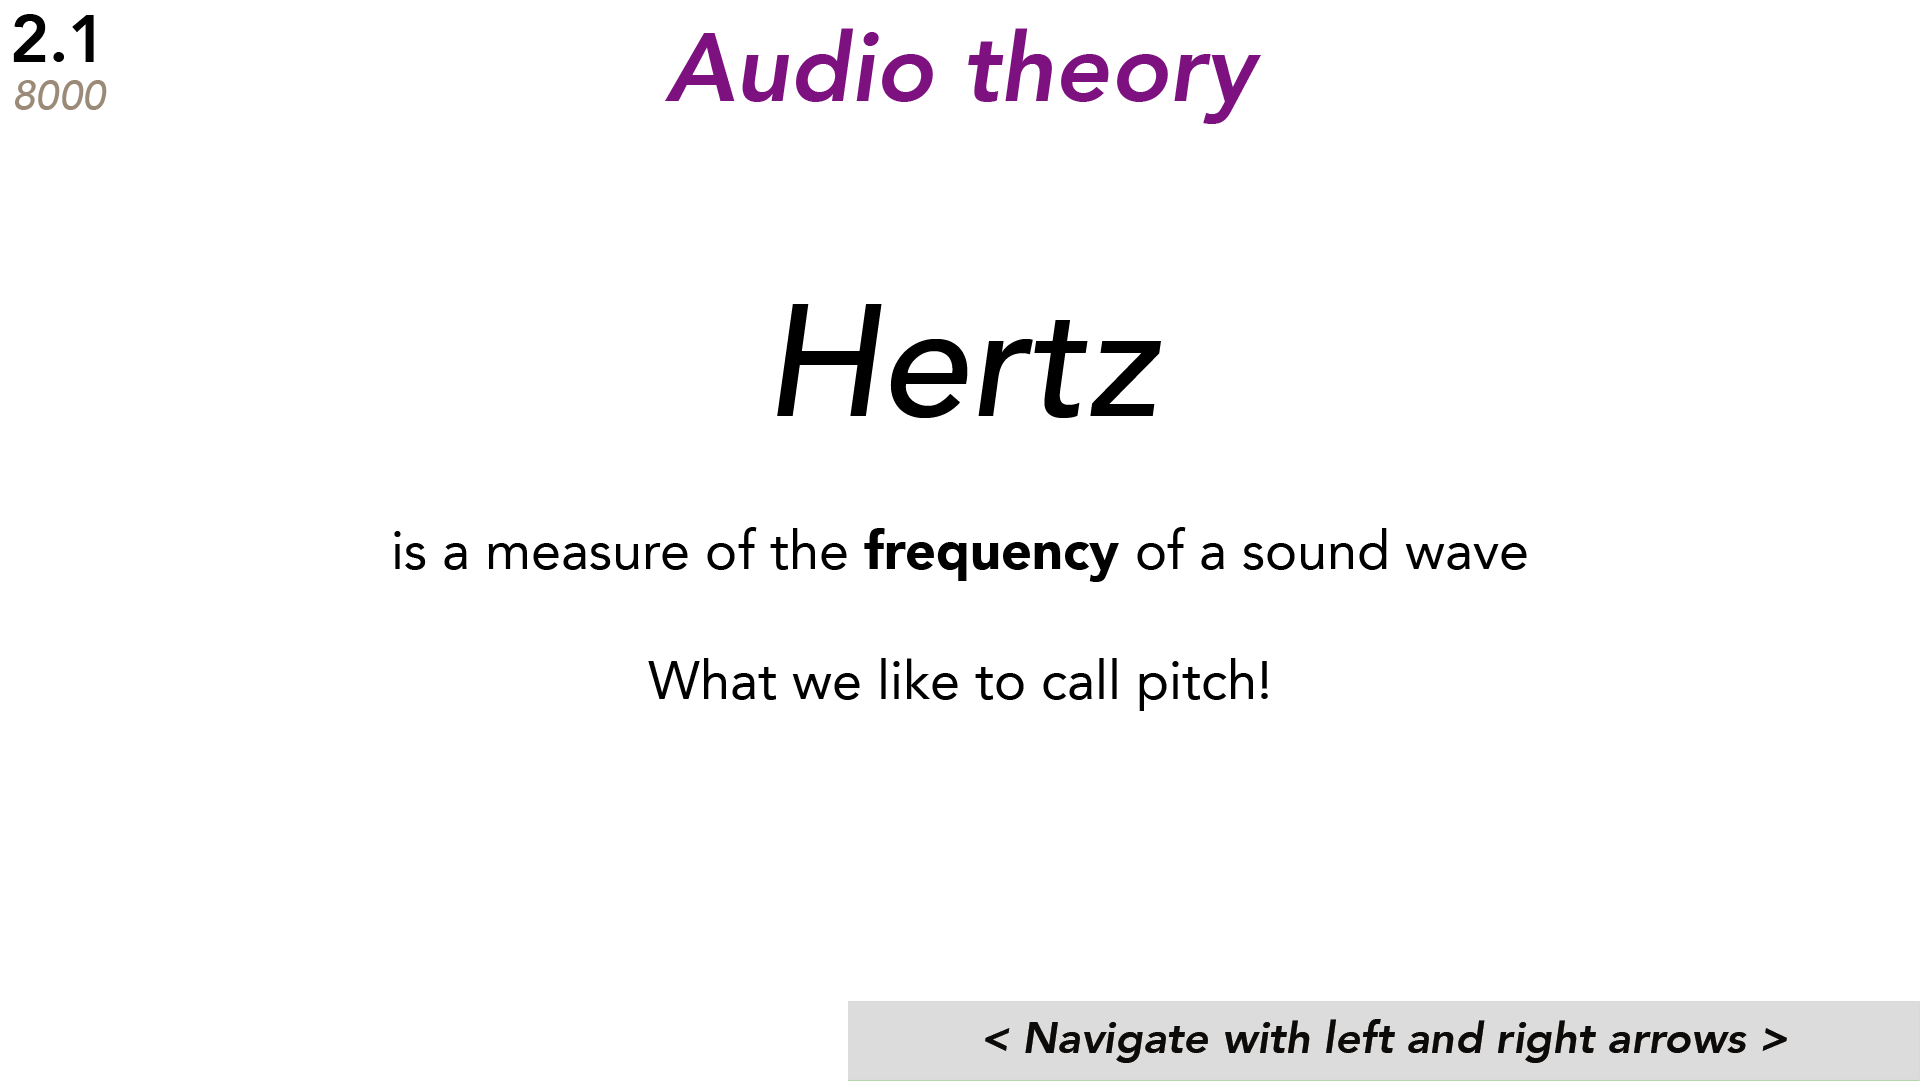 2.1
8000
Audio theory
Hertz
is a measure of the frequency of a sound wave
What we like to call pitch!
< Navigate with left and right arrows >